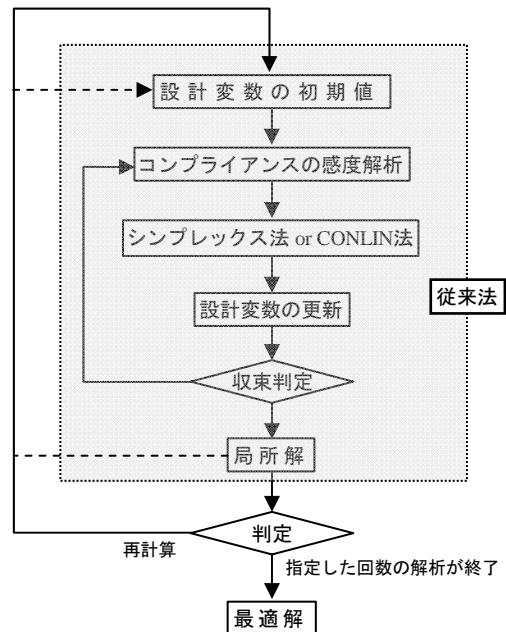 設計変数の初期値
コンプライアンスの感度解析
シンプレックス法 or CONLIN法
設計変数の更新
従来法
収束判定
局所解
判定
再計算
指定した回数の解析が終了
最適解